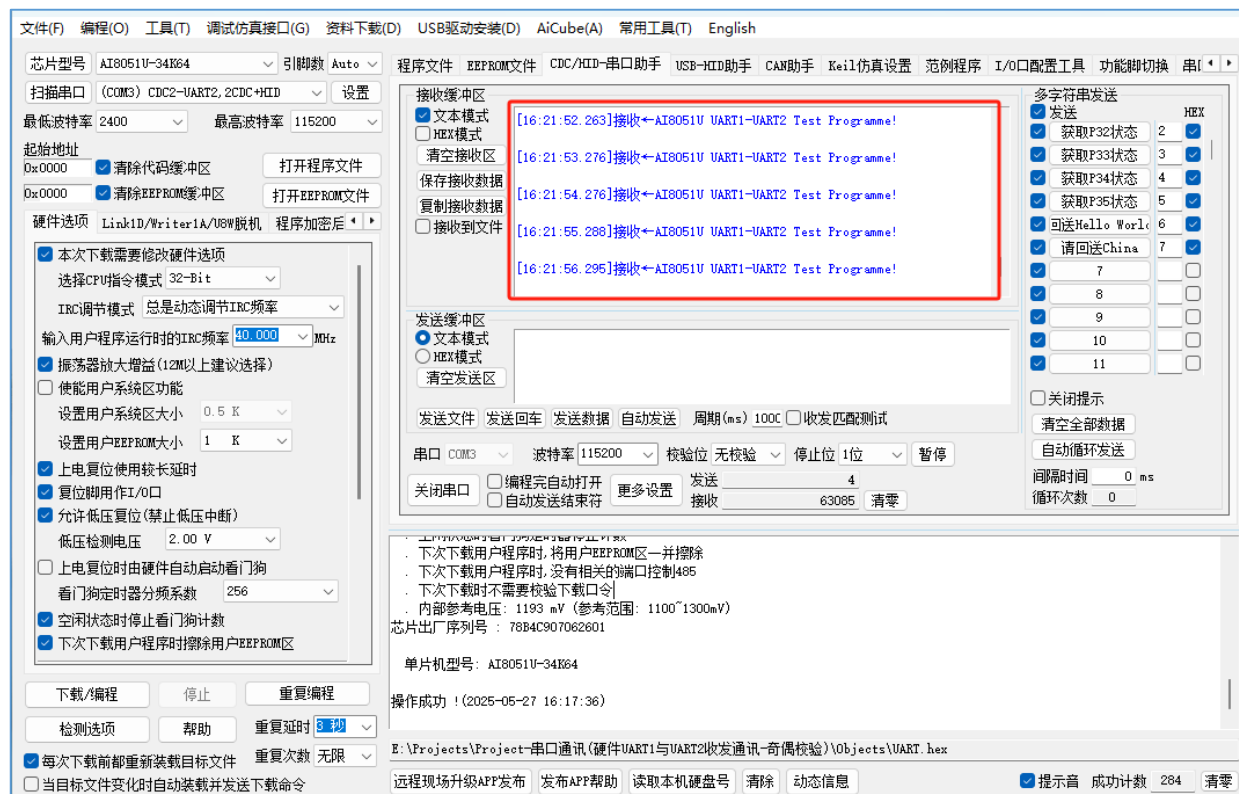 文件(F) 编程(O) 工具(T) 调试仿真接口(G) 资料下载(D) USB驱动安装(D) AiCube(A) 常用工具(T) English
芯片型号 AI8051U-34K64 引脚数 Auto
扫描串口 (COM3) CDC2-UART2,2CDC+HID 设置
最低波特率 2400 最高波特率 115200
起始地址
0x0000 清除代码缓冲区 打开程序文件
0x0000 清除EEPROM缓冲区 打开EEPROM文件
硬件选项 Link1D/Writer1A/U8W脱机 程序加密后
本次下载需要修改硬件选项
选择CPU指令模式 32-Bit
IRC调节模式 总是动态调节IRC频率
输入用户程序运行时的IRC频率 40.000 MHz
振荡器放大增益(12M以上建议选择)
使能用户系统区功能
设置用户系统区大小 0.5 K
设置用户EEPROM大小 1 K
上电复位使用较长延时
复位脚用作I/O口
允许低压复位(禁止低压中断)
低压检测电压 2.00 V
上电复位时由硬件自动启动看门狗
看门狗定时器分频系数 256
空闲状态时停止看门狗计数
下次下载用户程序时擦除用户EEPROM区
下载/编程 停止 重复编程
检测选项 帮助 重复延时 3 秒
每次下载前都重新装载目标文件 重复次数 无限
当目标文件变化时自动装载并发送下载命令
程序文件 EEPROM文件 CDC/HID-串口助手 USB-HID助手 CAN助手 Keil仿真设置 范例程序 I/O口配置工具 功能脚切换 串口
接收缓冲区
文本模式
HEX模式
清空接收区
保存接收数据
复制接收数据
接收到文件
[16:21:52.263]接收←AI8051U UART1-UART2 Test Programme!
[16:21:53.276]接收←AI8051U UART1-UART2 Test Programme!
[16:21:54.276]接收←AI8051U UART1-UART2 Test Programme!
[16:21:55.288]接收←AI8051U UART1-UART2 Test Programme!
[16:21:56.295]接收←AI8051U UART1-UART2 Test Programme!
发送缓冲区
文本模式
HEX模式
清空发送区
发送文件 发送回车 发送数据 自动发送 周期(ms) 1000 收发匹配测试
串口 COM3 波特率 115200 校验位 无校验 停止位 1位 暂停
关闭串口 编程完自动打开 更多设置 发送 4
自动发送结束符 接收 63085 清零
多字符串发送
发送 HEX
获取P32状态 2
获取P33状态 3
获取P34状态 4
获取P35状态 5
回送Hello Worl 6
请回送China 7
7
8
9
10
11
关闭提示
清空全部数据
自动循环发送
间隔时间 0 ms
循环次数 0
. 下次下载用户程序时,将用户EEPROM区一并擦除
. 下次下载用户程序时,没有相关的端口控制485
. 下次下载时不需要校验下载口令
. 内部参考电压: 1193 mV (参考范围: 1100~1300mV)
芯片出厂序列号 : 78B4C907062601
单片机型号: AI8051U-34K64
操作成功 !(2025-05-27 16:17:36)
E:\Projects\Project-串口通讯(硬件UART1与UART2收发通讯-奇偶校验)\Objects\UART.hex
远程现场升级APP发布 发布APP帮助 读取本机硬盘号 清除 动态信息 提示音 成功计数 284 清零